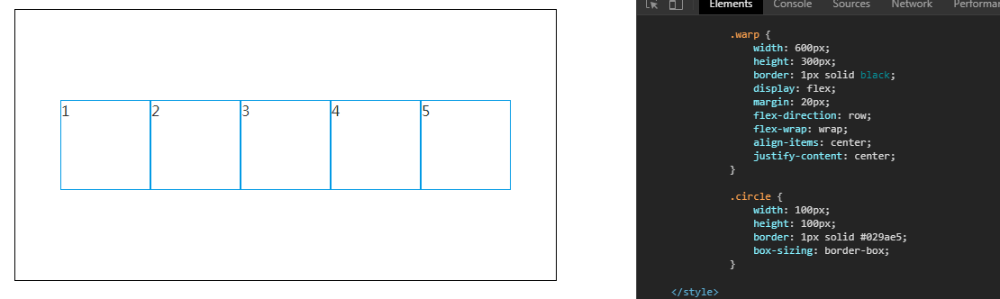 1 2 3 4 5
Elements Console Sources Network Performan
.warp {
width: 600px;
height: 300px;
border: 1px solid black;
display: flex;
margin: 20px;
flex-direction: row;
flex-wrap: wrap;
align-items: center;
justify-content: center;
}
.circle {
width: 100px;
height: 100px;
border: 1px solid #029ae5;
box-sizing: border-box;
}
</style>